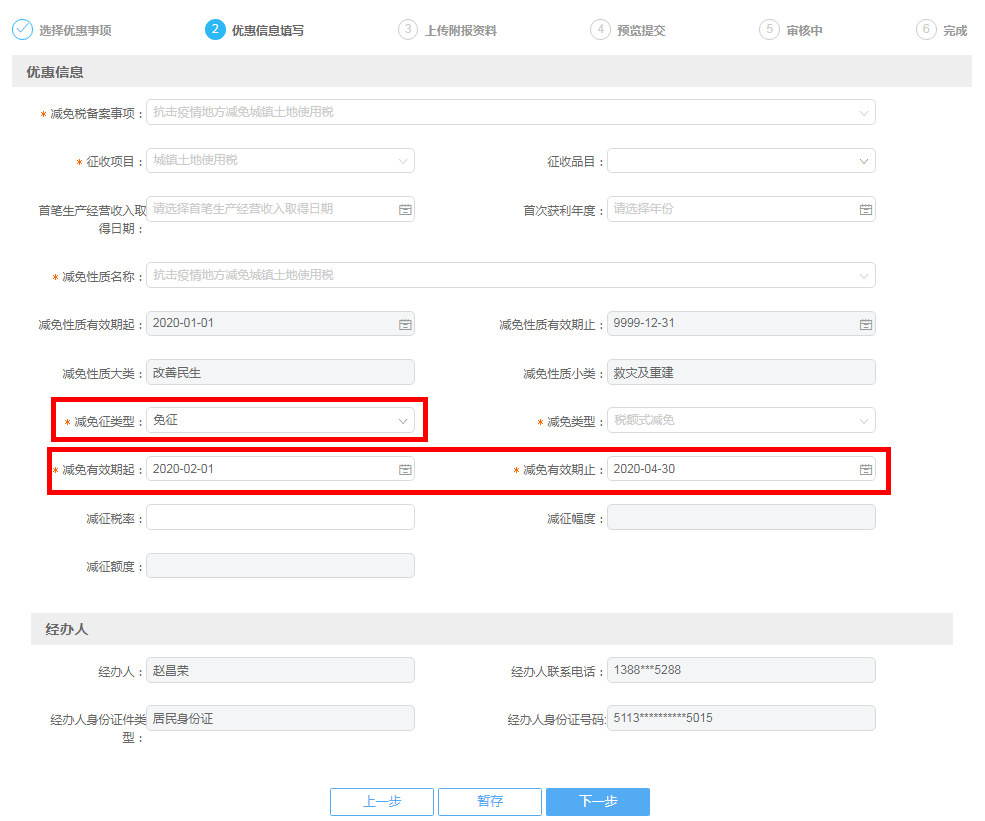 选择优惠事项 2 优惠信息填写 3 上传附报资料 4 预览提交 5 审核中 6 完成
优惠信息
* 减免税备案事项： 抗击疫情地方减免城镇土地使用税
* 征收项目： 城镇土地使用税 征收品目：
首笔生产经营收入取 请选择首笔生产经营收入取得日期 首次获利年度： 请选择年份
得日期：
* 减免性质名称： 抗击疫情地方减免城镇土地使用税
减免性质有效期起： 2020-01-01 减免性质有效期止： 9999-12-31
减免性质大类： 改善民生 减免性质小类： 救灾及重建
* 减免征类型： 免征 * 减免类型： 税额式减免
* 减免有效期起： 2020-02-01 * 减免有效期止： 2020-04-30
减征税率： 减征幅度：
减征额度：
经办人
经办人： 赵昌荣 经办人联系电话： 1388***5288
经办人身份证件类 居民身份证 经办人身份证号码: 5113**********5015
型：
上一步 暂存 下一步